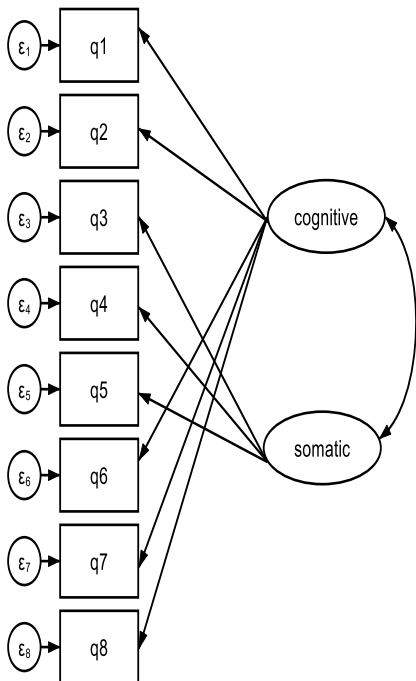 ε₁ q1
ε₂ q2
cognitive
ε₃ q3
ε₄ q4
ε₅ q5
somatic
ε₆ q6
ε₇ q7
ε₈ q8